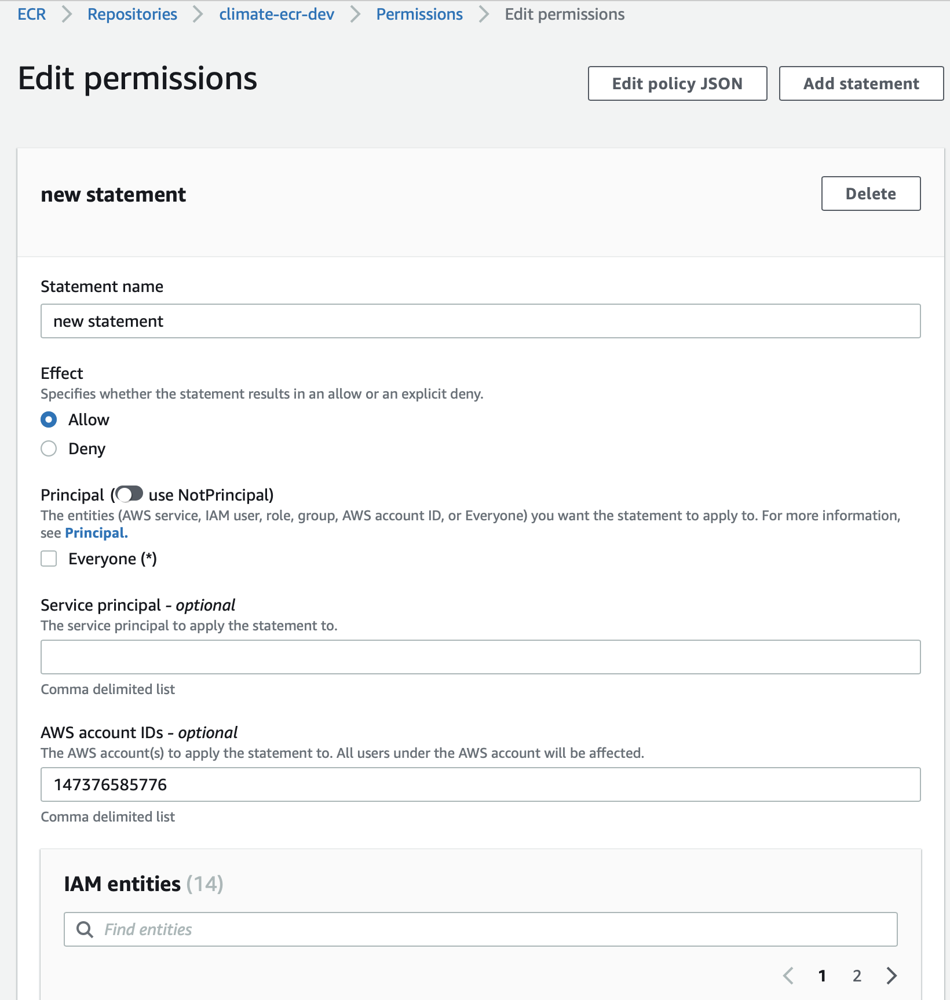 ECR Repositories climate-ecr-dev Permissions Edit permissions
Edit permissions
Edit policy JSON
Add statement
new statement
Delete
Statement name
new statement
Effect
Specifies whether the statement results in an allow or an explicit deny.
Allow
Deny
Principal ( use NotPrincipal)
The entities (AWS service, IAM user, role, group, AWS account ID, or Everyone) you want the statement to apply to. For more information,
see Principal.
Everyone (*)
Service principal - optional
The service principal to apply the statement to.
Comma delimited list
AWS account IDs - optional
The AWS account(s) to apply the statement to. All users under the AWS account will be affected.
147376585776
Comma delimited list
IAM entities (14)
Find entities
1 2